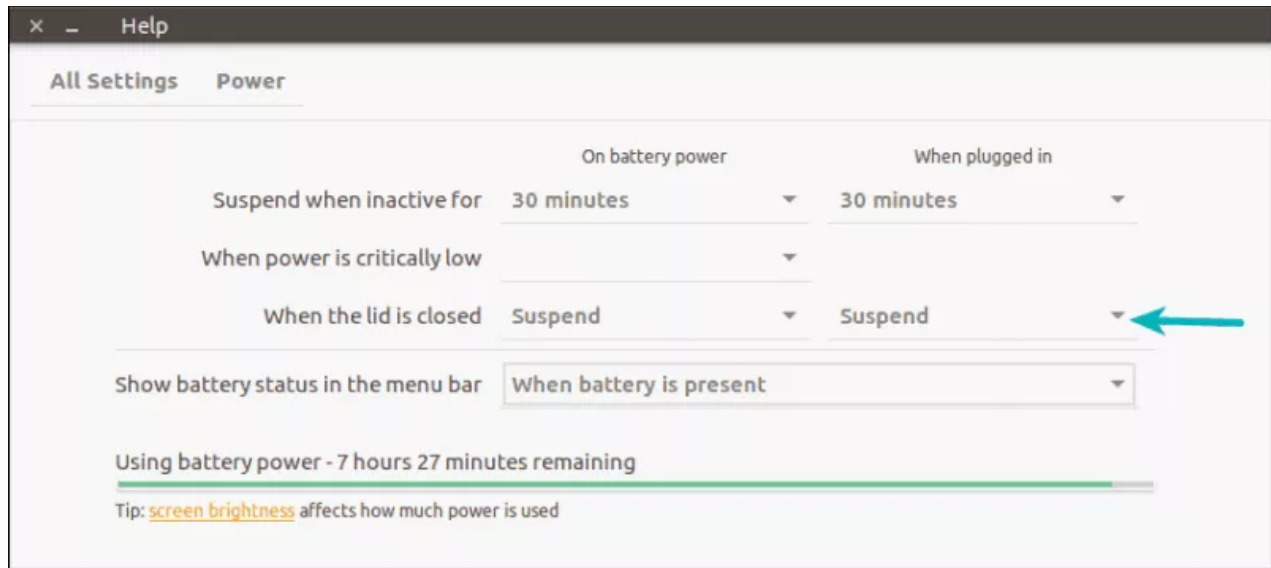 Help
All Settings Power
On battery power When plugged in
Suspend when inactive for 30 minutes 30 minutes
When power is critically low
When the lid is closed Suspend Suspend
Show battery status in the menu bar When battery is present
Using battery power - 7 hours 27 minutes remaining
Tip: screen brightness affects how much power is used